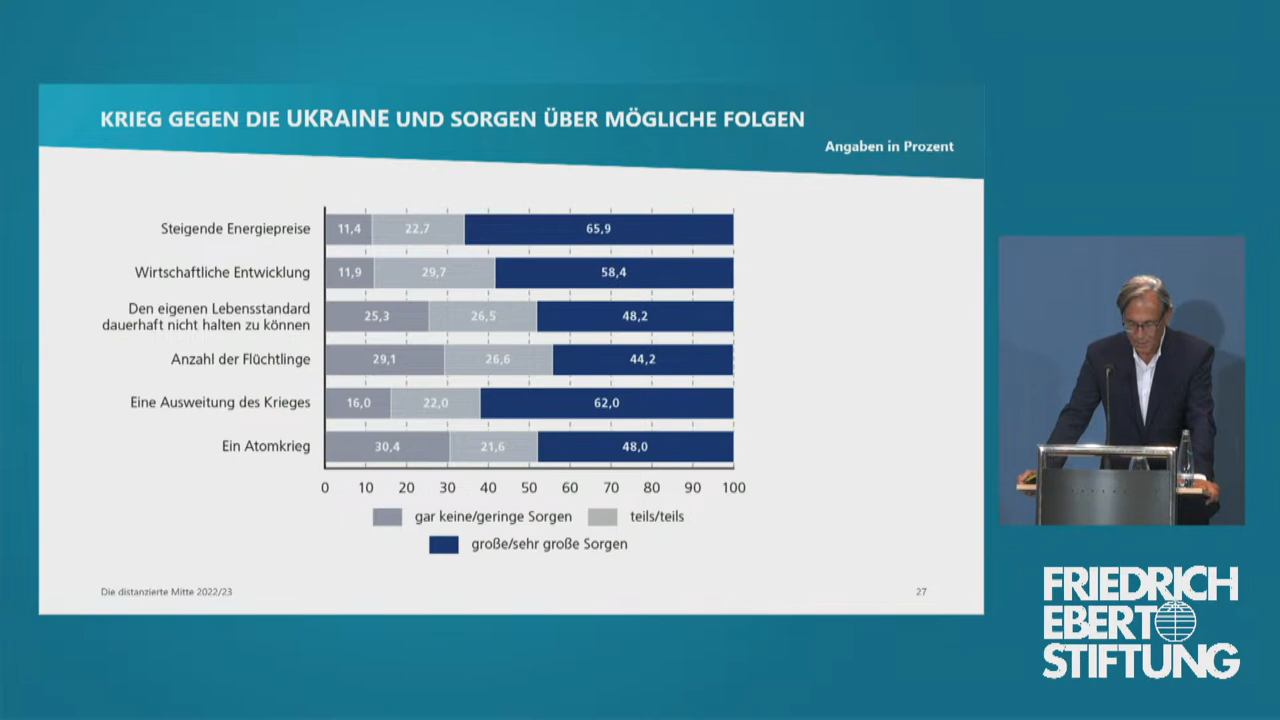 KRIEG GEGEN DIE UKRAINE UND SORGEN ÜBER MÖGLICHE FOLGEN
Angaben in Prozent
Steigende Energiepreise 11,4 22,7 65,9
Wirtschaftliche Entwicklung 11,9 29,7 58,4
Den eigenen Lebensstandard
dauerhaft nicht halten zu können 25,3 26,5 48,2
Anzahl der Flüchtlinge 29,1 26,6 44,2
Eine Ausweitung des Krieges 16,0 22,0 62,0
Ein Atomkrieg 30,4 21,6 48,0
0 10 20 30 40 50 60 70 80 90 100
gar keine/geringe Sorgen teils/teils
große/sehr große Sorgen
Die distanzierte Mitte 2022/23 27
FRIEDRICH
EBERT
STIFTUNG